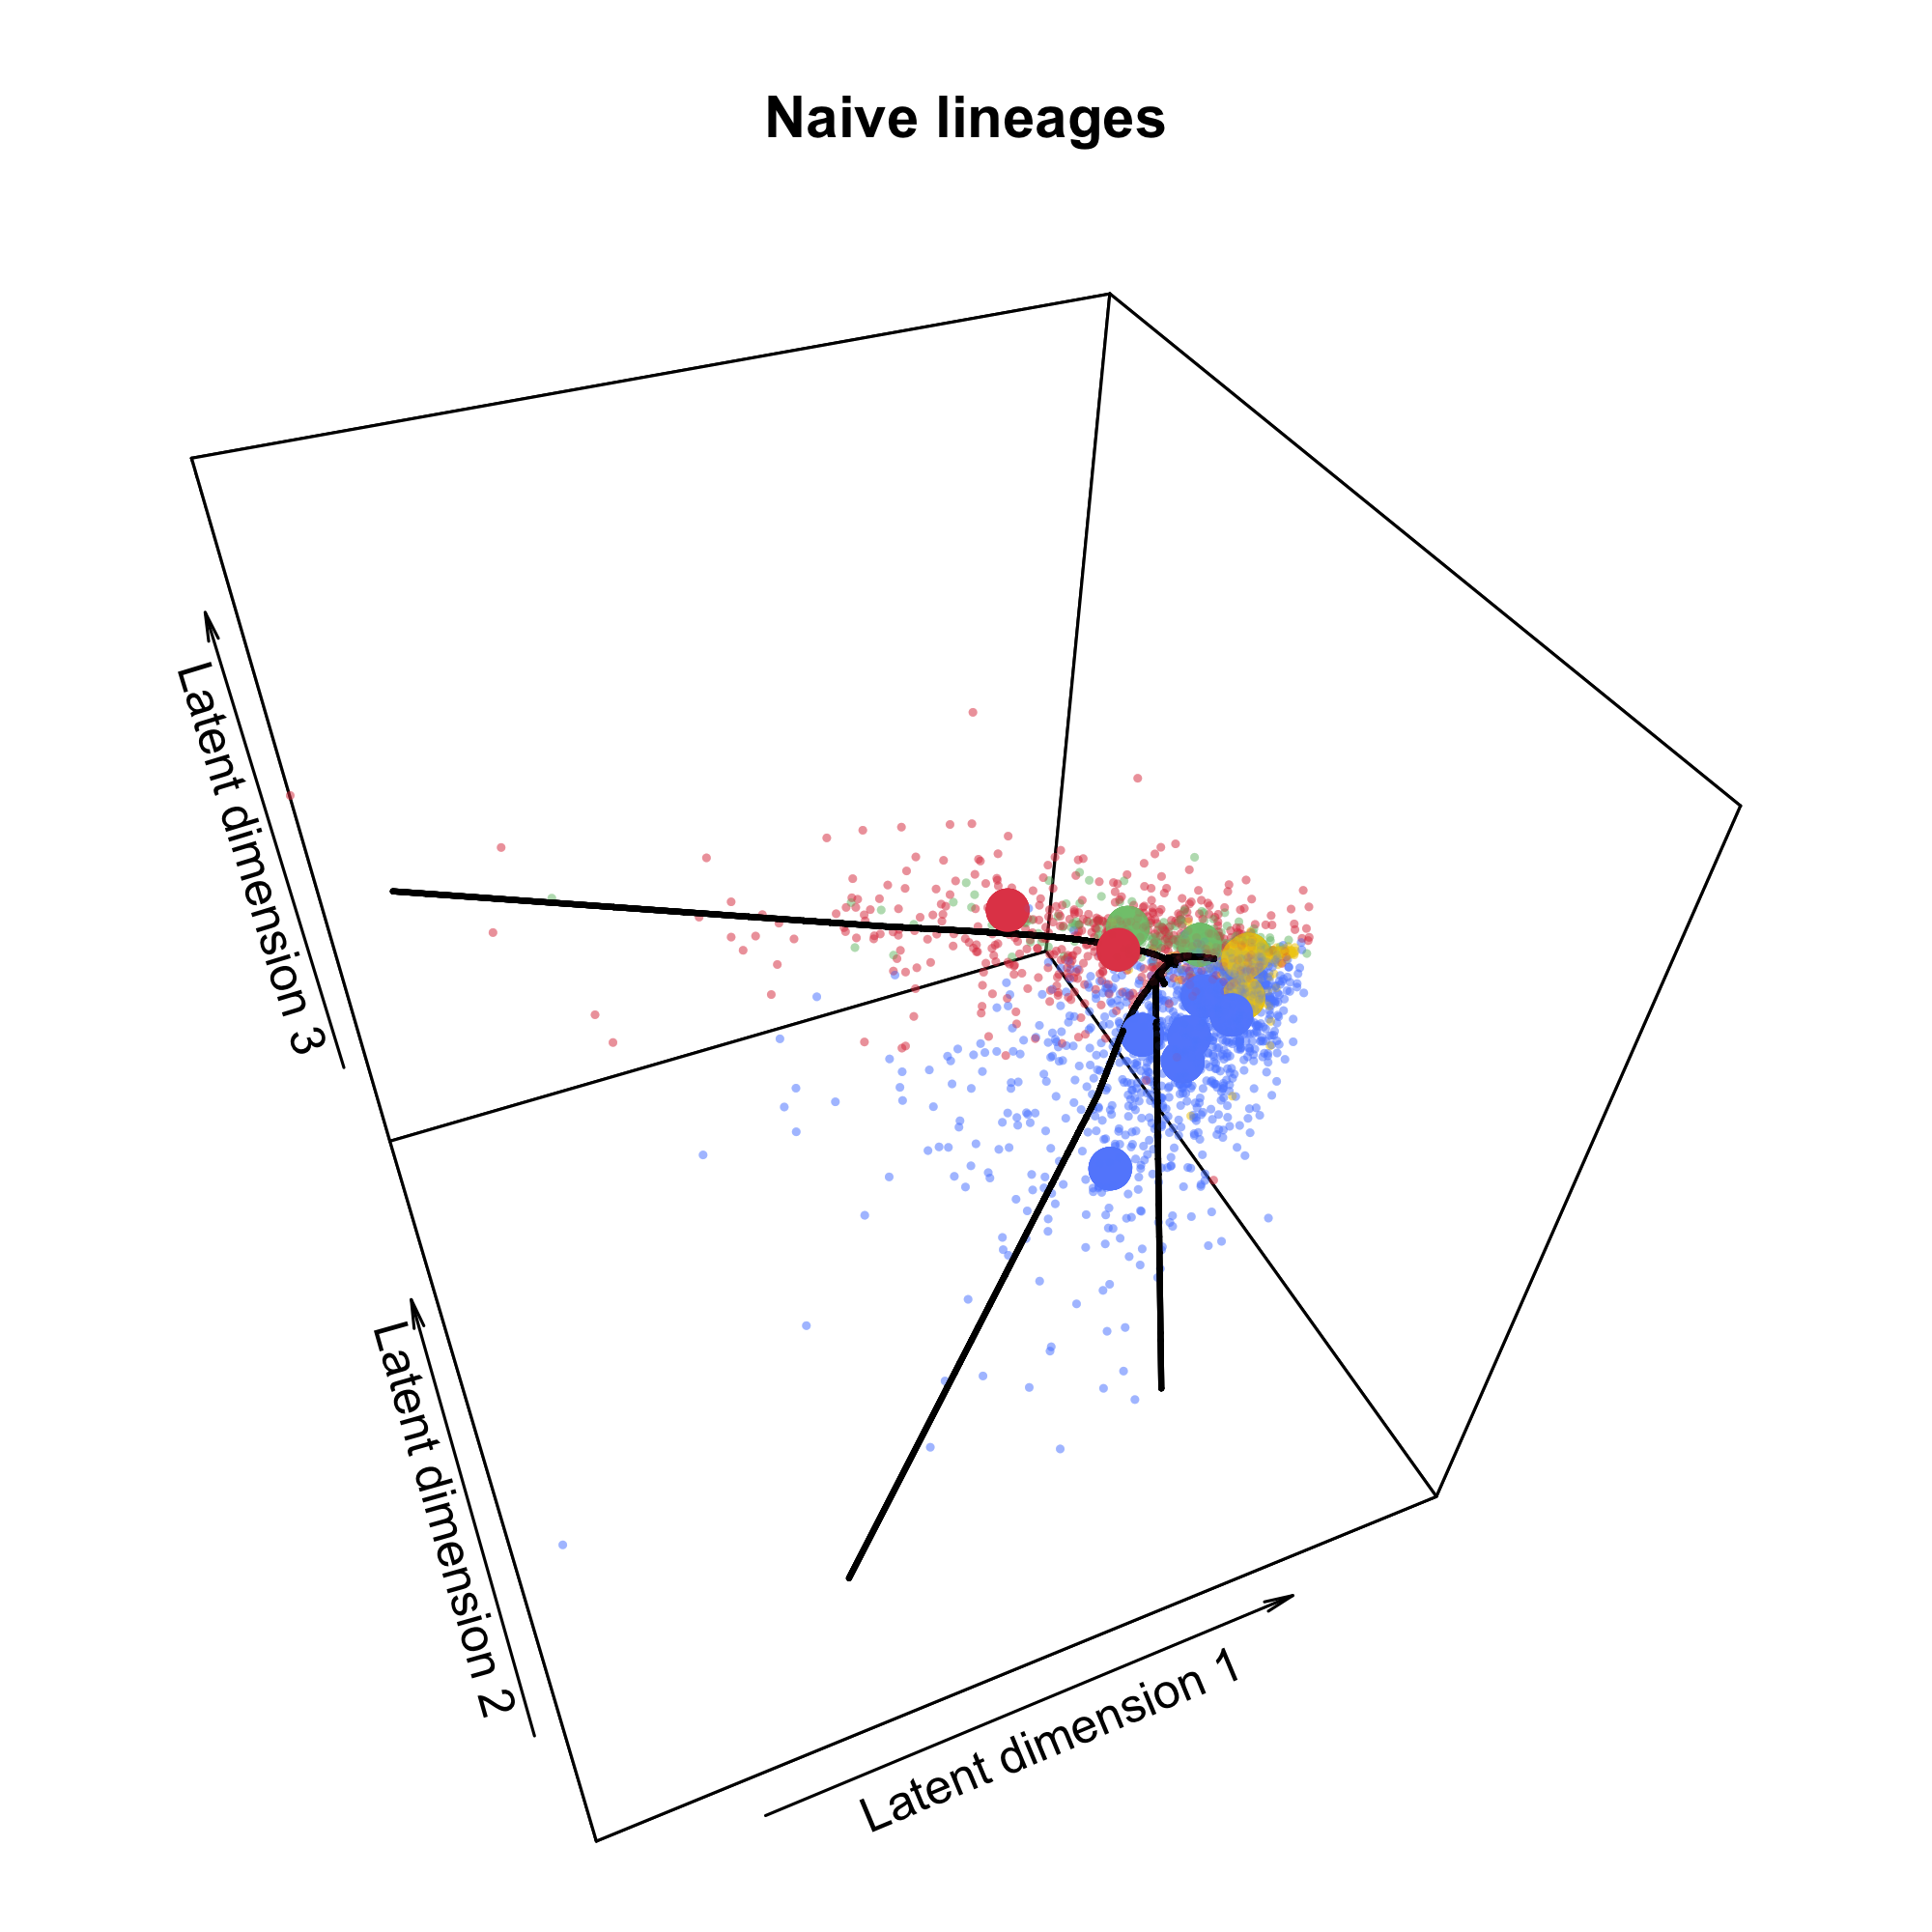 Naive lineages
Latent dimension 3
Latent dimension 2
Latent dimension 1